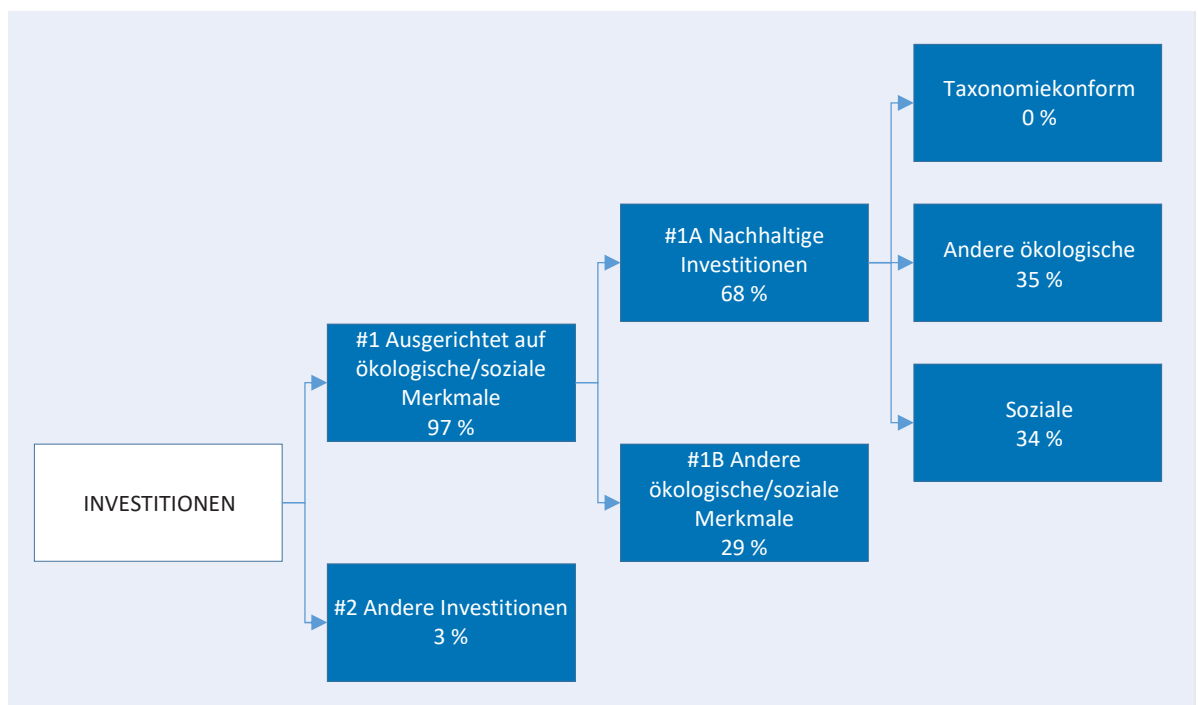 INVESTITIONEN
#1 Ausgerichtet auf
ökologische/soziale
Merkmale
97 %
#2 Andere Investitionen
3 %
#1A Nachhaltige
Investitionen
68 %
#1B Andere
ökologische/soziale
Merkmale
29 %
Taxonomiekonform
0 %
Andere ökologische
35 %
Soziale
34 %